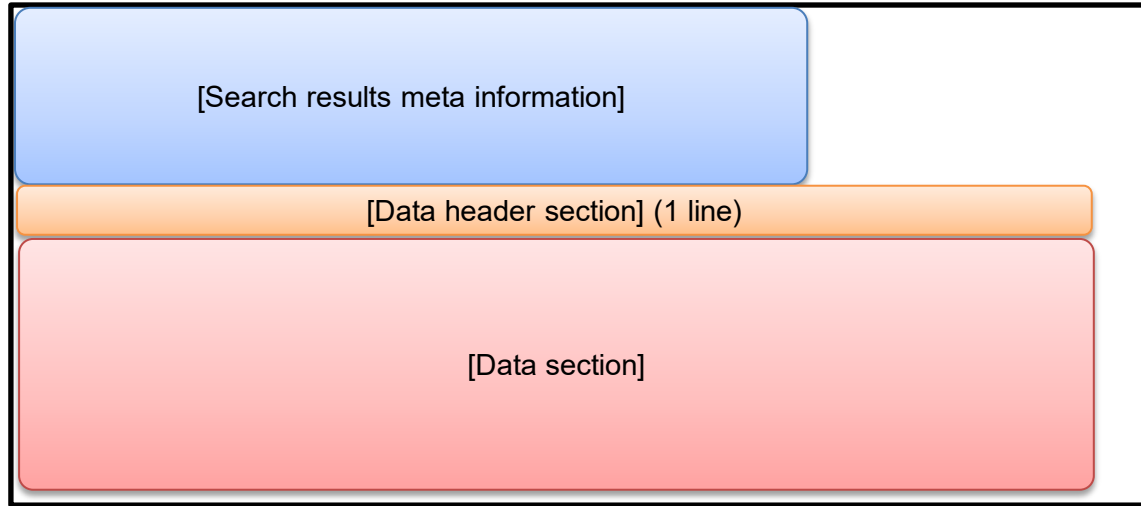 [Search results meta information]
[Data header section] (1 line)
[Data section]